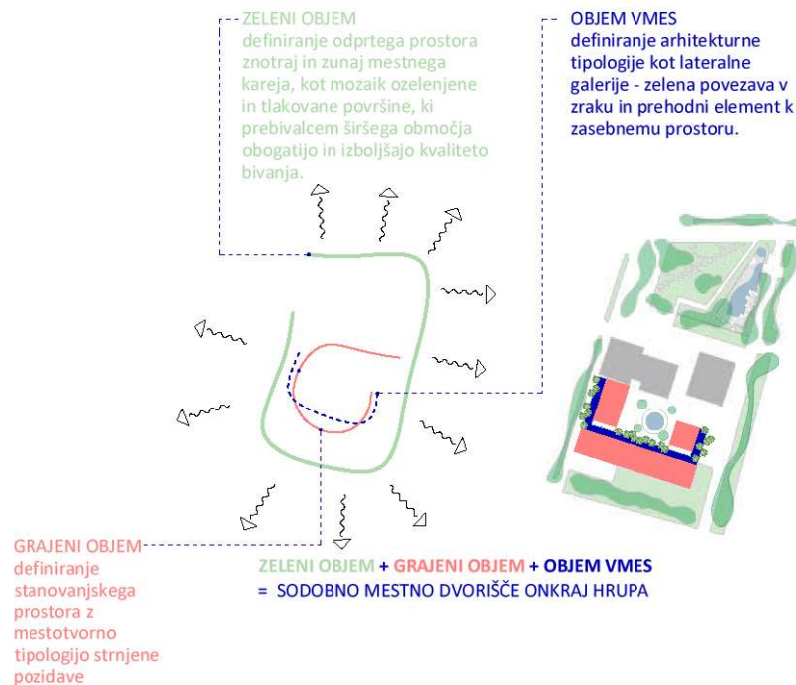 ZELENI OBJEM
definiranje odprtega prostora
znotraj in zunaj mestnega
kareja, kot mozaik ozelenjene
in tlakovane površine, ki
prebivalcem širšega območja
obogatijo in izboljšajo kvaliteto
bivanja.
OBJEM VMES
definiranje arhitekturne
tipologije kot lateralne
galerije - zelena povezava v
zraku in prehodni element k
zasebnemu prostoru.
GRAJENI OBJEM
definiranje
stanovanjskega
prostora z
mestotvorno
tipologijo strnjene
pozidave
ZELENI OBJEM + GRAJENI OBJEM + OBJEM VMES
= SODOBNO MESTNO DVORIŠČE ONKRAJ HRUPA